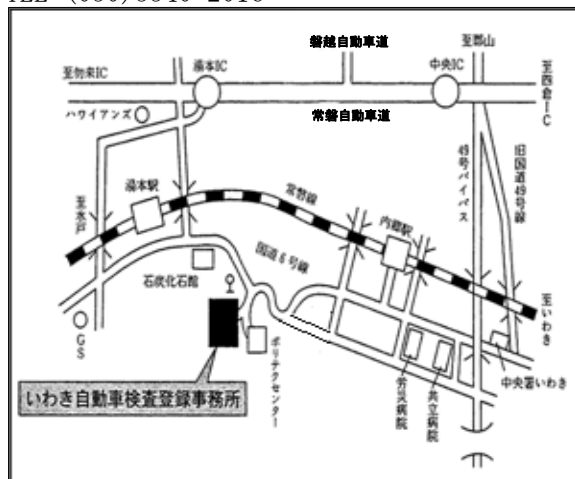 磐越自動車道
至郡山
湯本IC
中央IC
至勿来IC
至四倉IC
ハワイアンズ
常磐自動車道
49号バイパス
旧国道49号線
湯本駅
常磐線
至水戸
内郷駅
国道6号線
石炭化石館
至いわき
GS
ポリテクセンター
労災病院
共立病院
中央署いわき
いわき自動車検査登録事務所